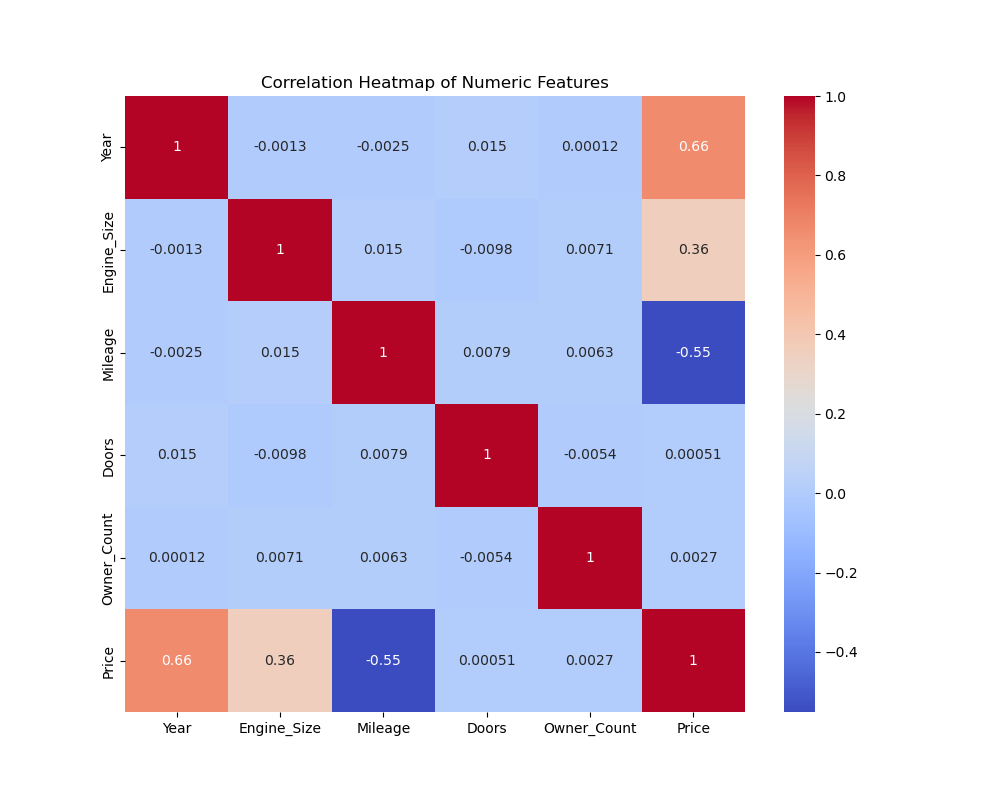 Correlation Heatmap of Numeric Features
Year 1 -0.0013 -0.0025 0.015 0.00012 0.66
Engine_Size -0.0013 1 0.015 -0.0098 0.0071 0.36
Mileage -0.0025 0.015 1 0.0079 0.0063 -0.55
Doors 0.015 -0.0098 0.0079 1 -0.0054 0.00051
Owner_Count 0.00012 0.0071 0.0063 -0.0054 1 0.0027
Price 0.66 0.36 -0.55 0.00051 0.0027 1
Year Engine_Size Mileage Doors Owner_Count Price
1.0
0.8
0.6
0.4
0.2
0.0
−0.2
−0.4